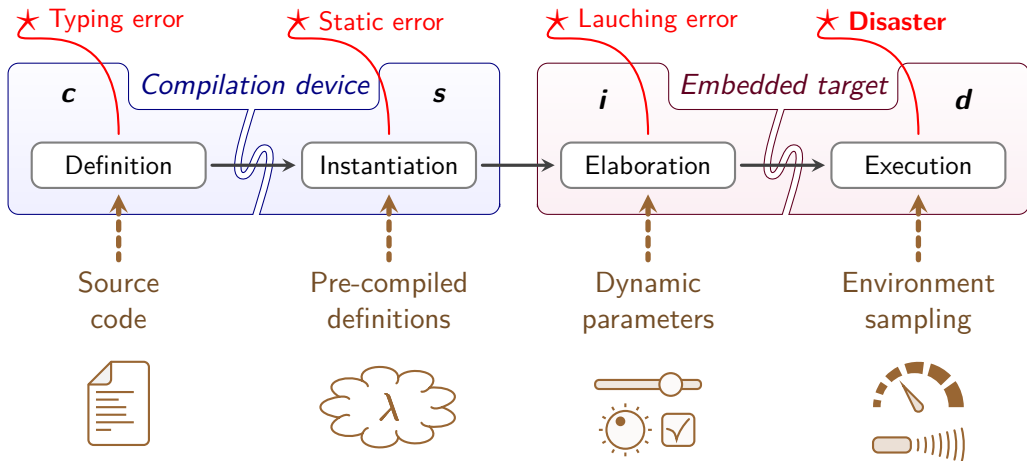 Typing error
Static error
Lauching error
Disaster
c
Compilation device
s
i
Embedded target
d
Definition
Instantiation
Elaboration
Execution
Source
code
Pre-compiled
definitions
Dynamic
parameters
Environment
sampling
λ